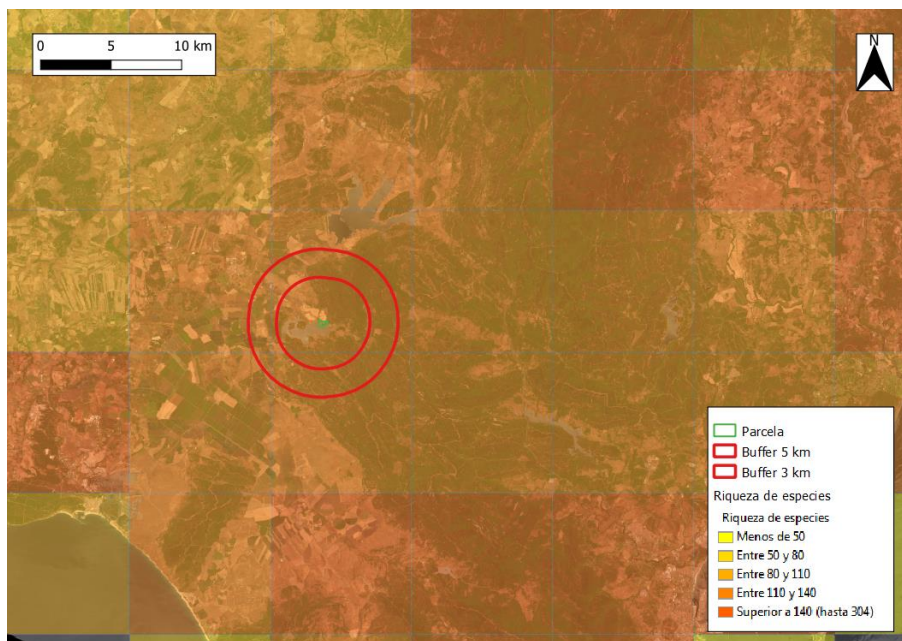 0 5 10 km
N
Parcela
Buffer 5 km
Buffer 3 km
Riqueza de especies
Riqueza de especies
Menos de 50
Entre 50 y 80
Entre 80 y 110
Entre 110 y 140
Superior a 140 (hasta 304)